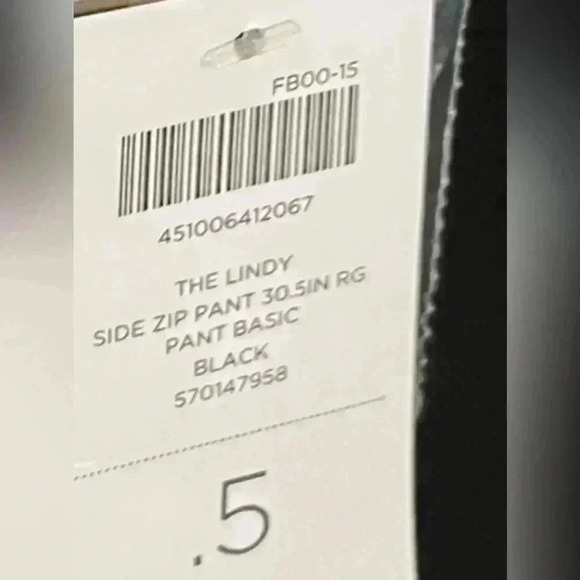 FB00-15
451006412067
THE LINDY
SIDE ZIP PANT 30.5IN RG
PANT BASIC
BLACK
570147958
.5